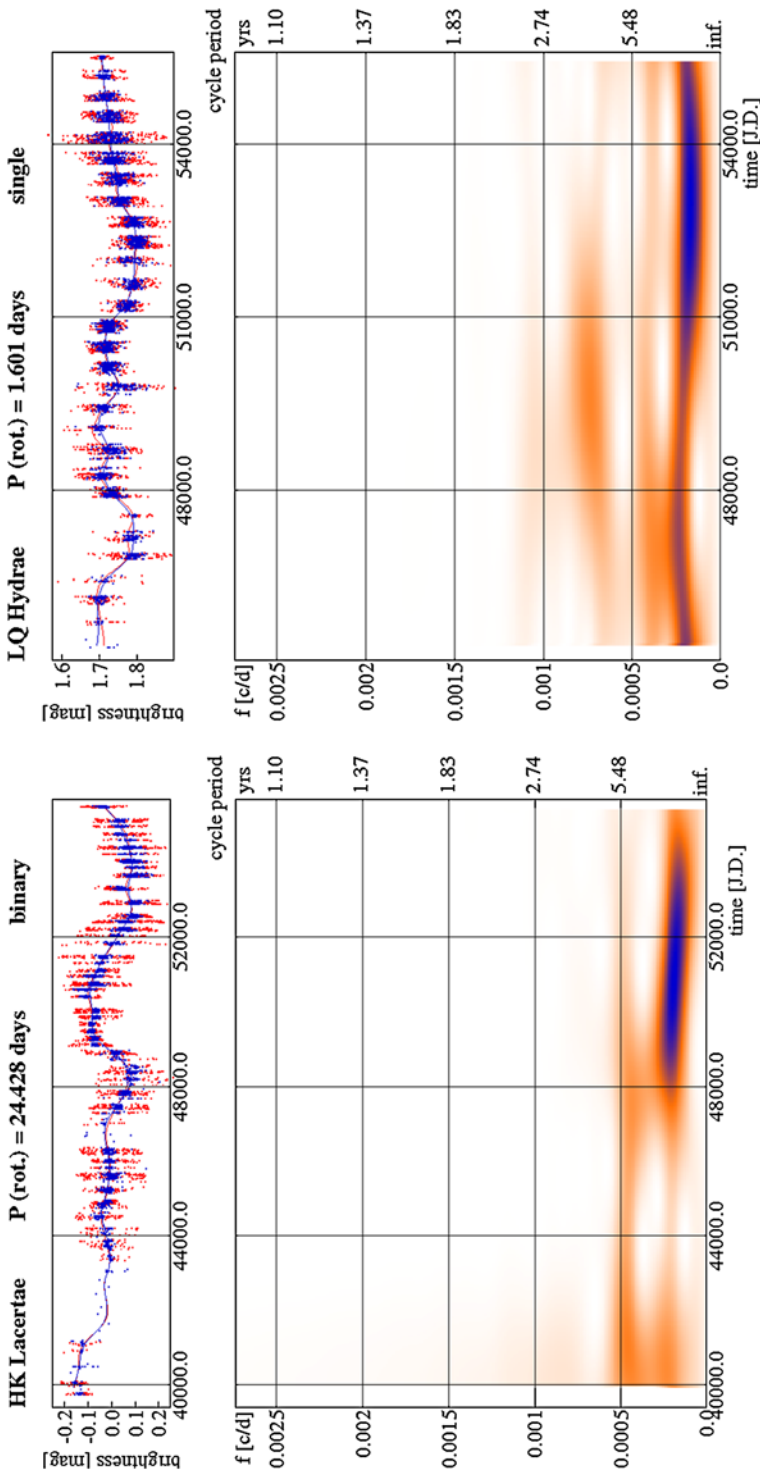 HK Lacertae P (rot.) = 24.428 days binary
brightness [mag]
-0.2
-0.1
0.0
0.1
0.2
40000.0 44000.0 48000.0 52000.0
f [c/d] cycle period
yrs
0.0025 1.10
0.002 1.37
0.0015 1.83
0.001 2.74
0.0005 5.48
0.0 inf.
time [J.D.]
LQ Hydrae P (rot.) = 1.601 days single
brightness [mag]
1.6
1.7
1.8
48000.0 51000.0 54000.0
f [c/d] cycle period
yrs
0.0025 1.10
0.002 1.37
0.0015 1.83
0.001 2.74
0.0005 5.48
0.0 inf.
time [J.D.]